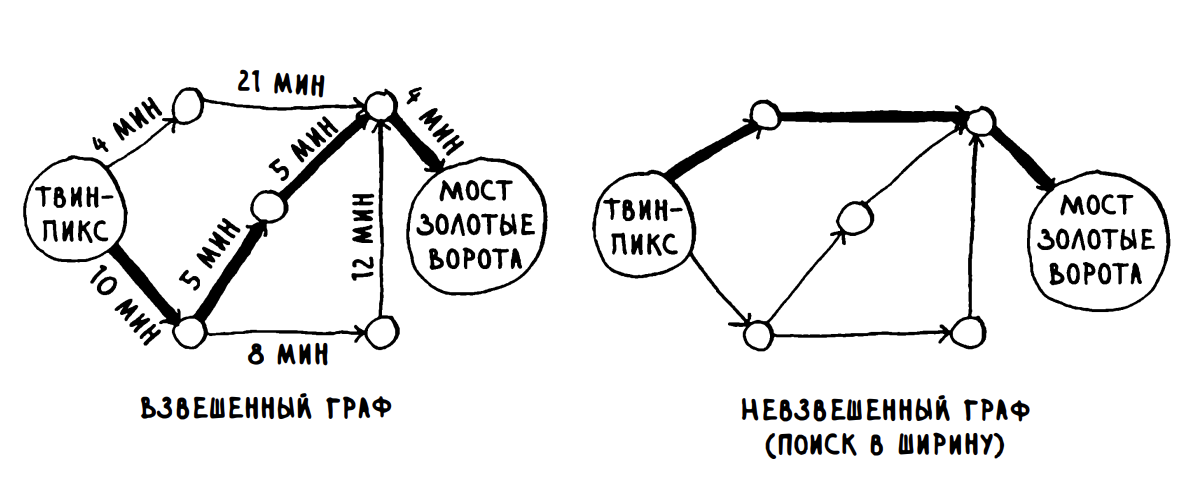 21 МИН
4 МИН
4 МИН
5 МИН
ТВИН-
ПИКС
МОСТ
ЗОЛОТЫЕ
ВОРОТА
5 МИН
12 МИН
10 МИН
8 МИН
ВЗВЕШЕННЫЙ ГРАФ
ТВИН-
ПИКС
МОСТ
ЗОЛОТЫЕ
ВОРОТА
НЕВЗВЕШЕННЫЙ ГРАФ
(ПОИСК В ШИРИНУ)